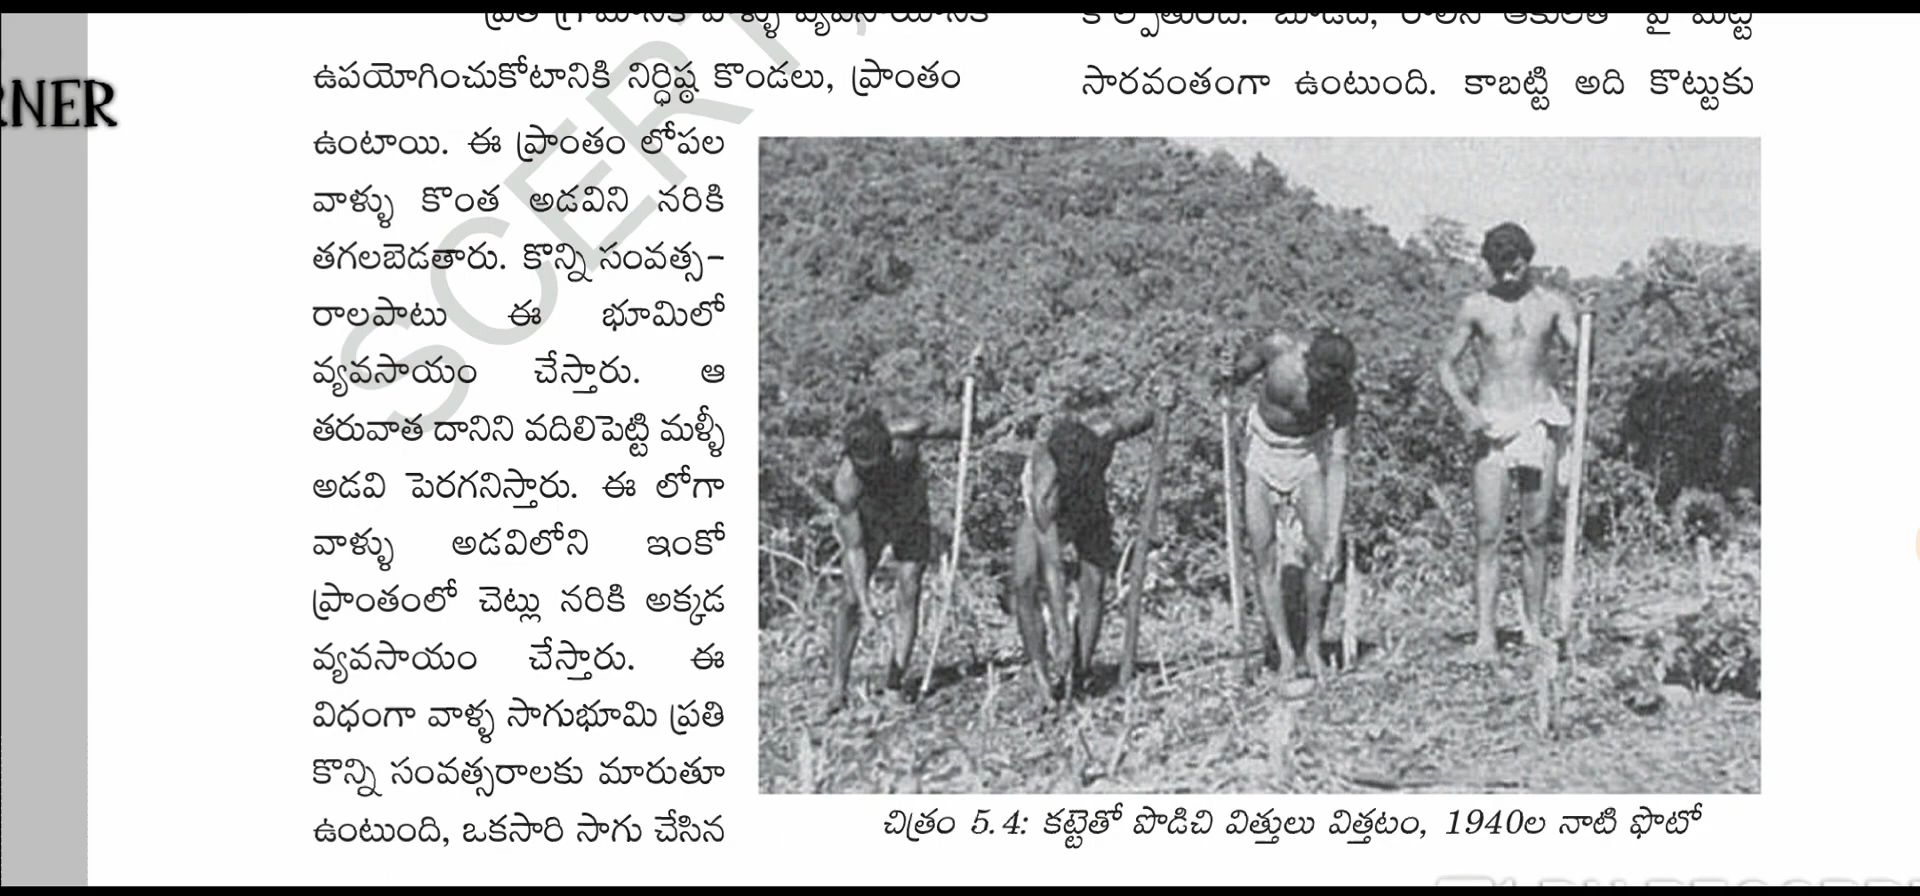 ఉపయోగించుకోటానికి నిర్ధిష్ఠ కొండలు, ప్రాంతం
ఉంటాయి. ఈ ప్రాంతం లోపల
వాళ్ళు కొంత అడవిని నరికి
తగలబెడతారు. కొన్ని సంవత్స-
రాలపాటు ఈ భూమిలో
వ్యవసాయం చేస్తారు. ఆ
తరువాత దానిని వదిలిపెట్టి మళ్ళీ
అడవి పెరగనిస్తారు. ఈ లోగా
వాళ్ళు అడవిలోని ఇంకో
ప్రాంతంలో చెట్లు నరికి అక్కడ
వ్యవసాయం చేస్తారు. ఈ
విధంగా వాళ్ళ సాగుభూమి ప్రతి
కొన్ని సంవత్సరాలకు మారుతూ
ఉంటుంది, ఒకసారి సాగు చేసిన
సారవంతంగా ఉంటుంది. కాబట్టి అది కొట్టుకు
చిత్రం 5.4: కట్టెతో పొడిచి విత్తులు విత్తటం, 1940ల నాటి ఫొటో
SCERT,
RNER